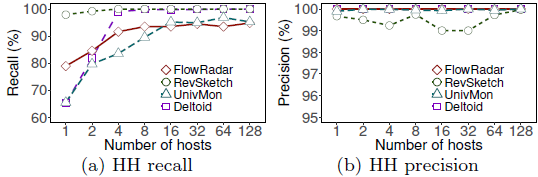 100
90
80
70
60
Recall (%)
FlowRadar
RevSketch
UnivMon
Deltoid
1 2 4 8 16 32 64 128
Number of hosts
(a) HH recall
100
99
98
97
96
95
Precision (%)
FlowRadar
RevSketch
UnivMon
Deltoid
1 2 4 8 16 32 64 128
Number of hosts
(b) HH precision